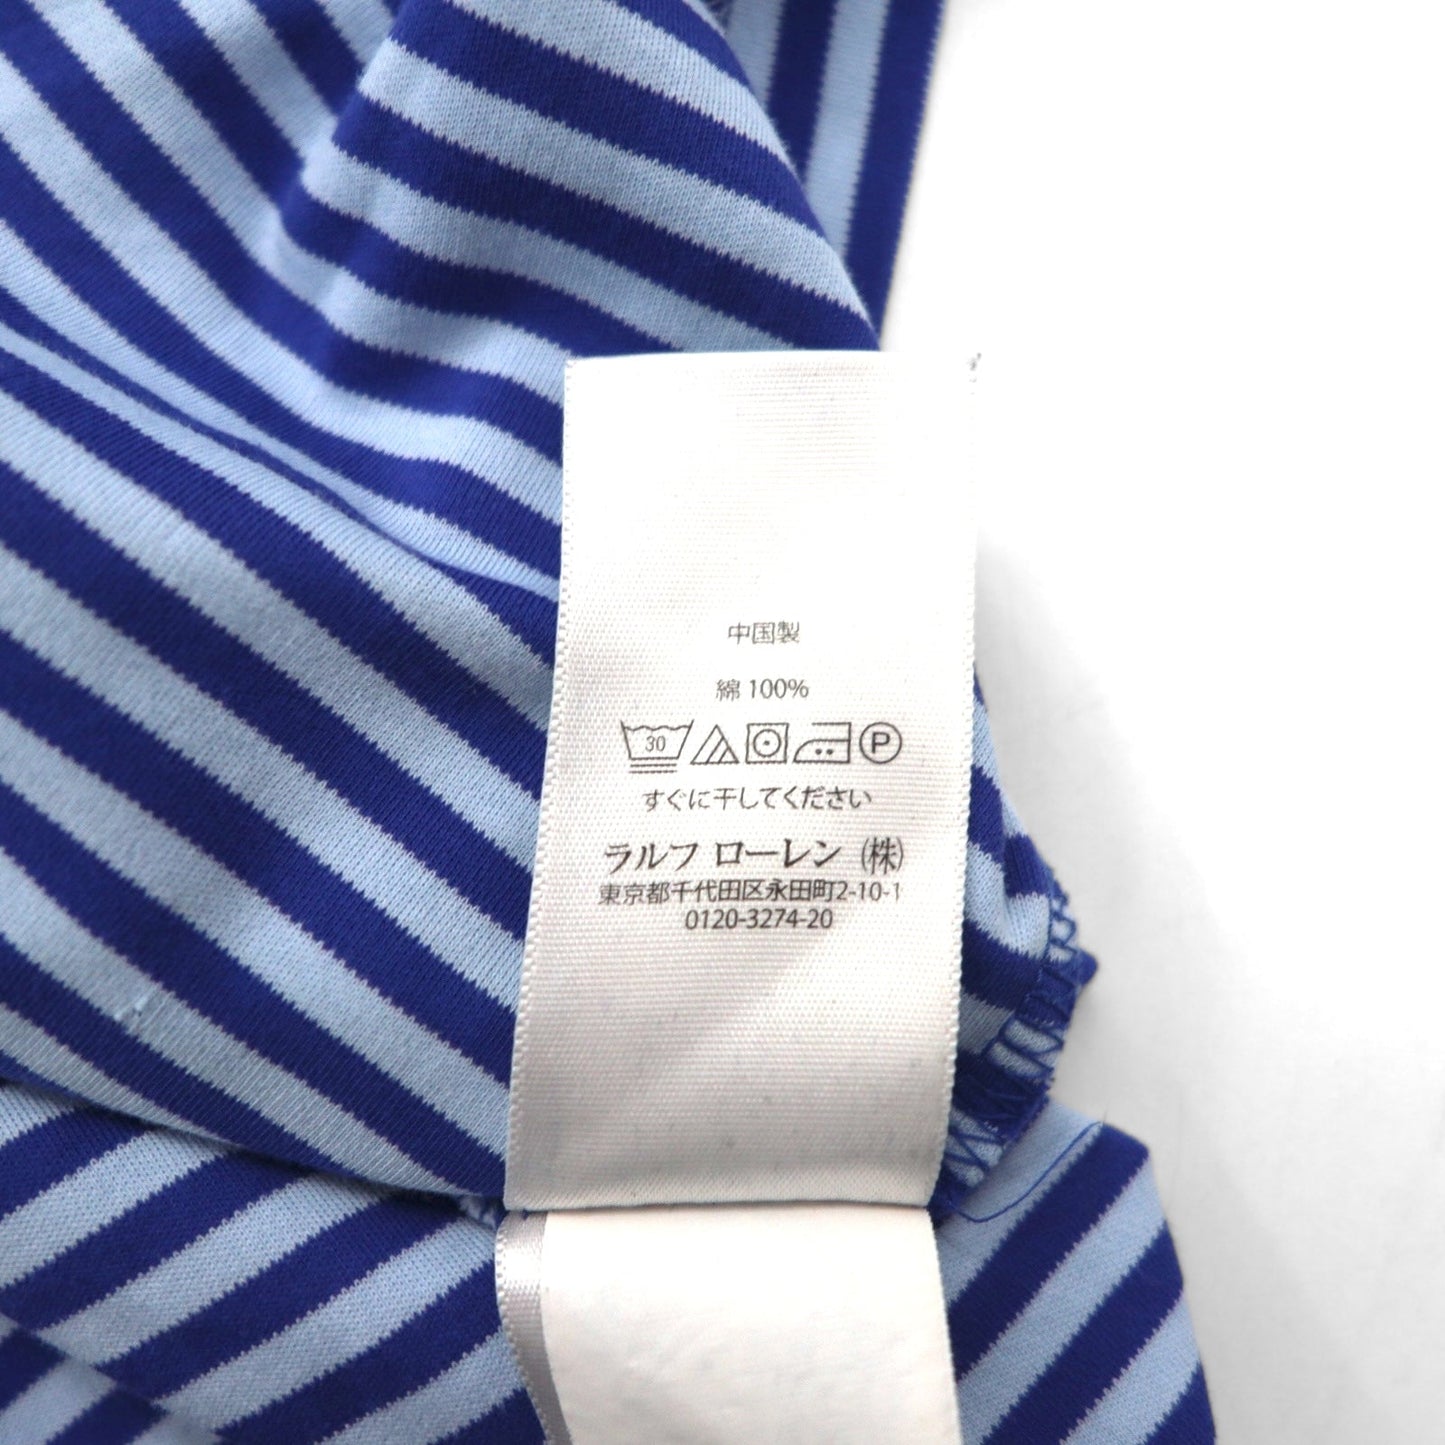 中国製
綿 100%
30 P
すぐに干してください
ラルフ ローレン (株)
東京都千代田区永田町2-10-1
0120-3274-20